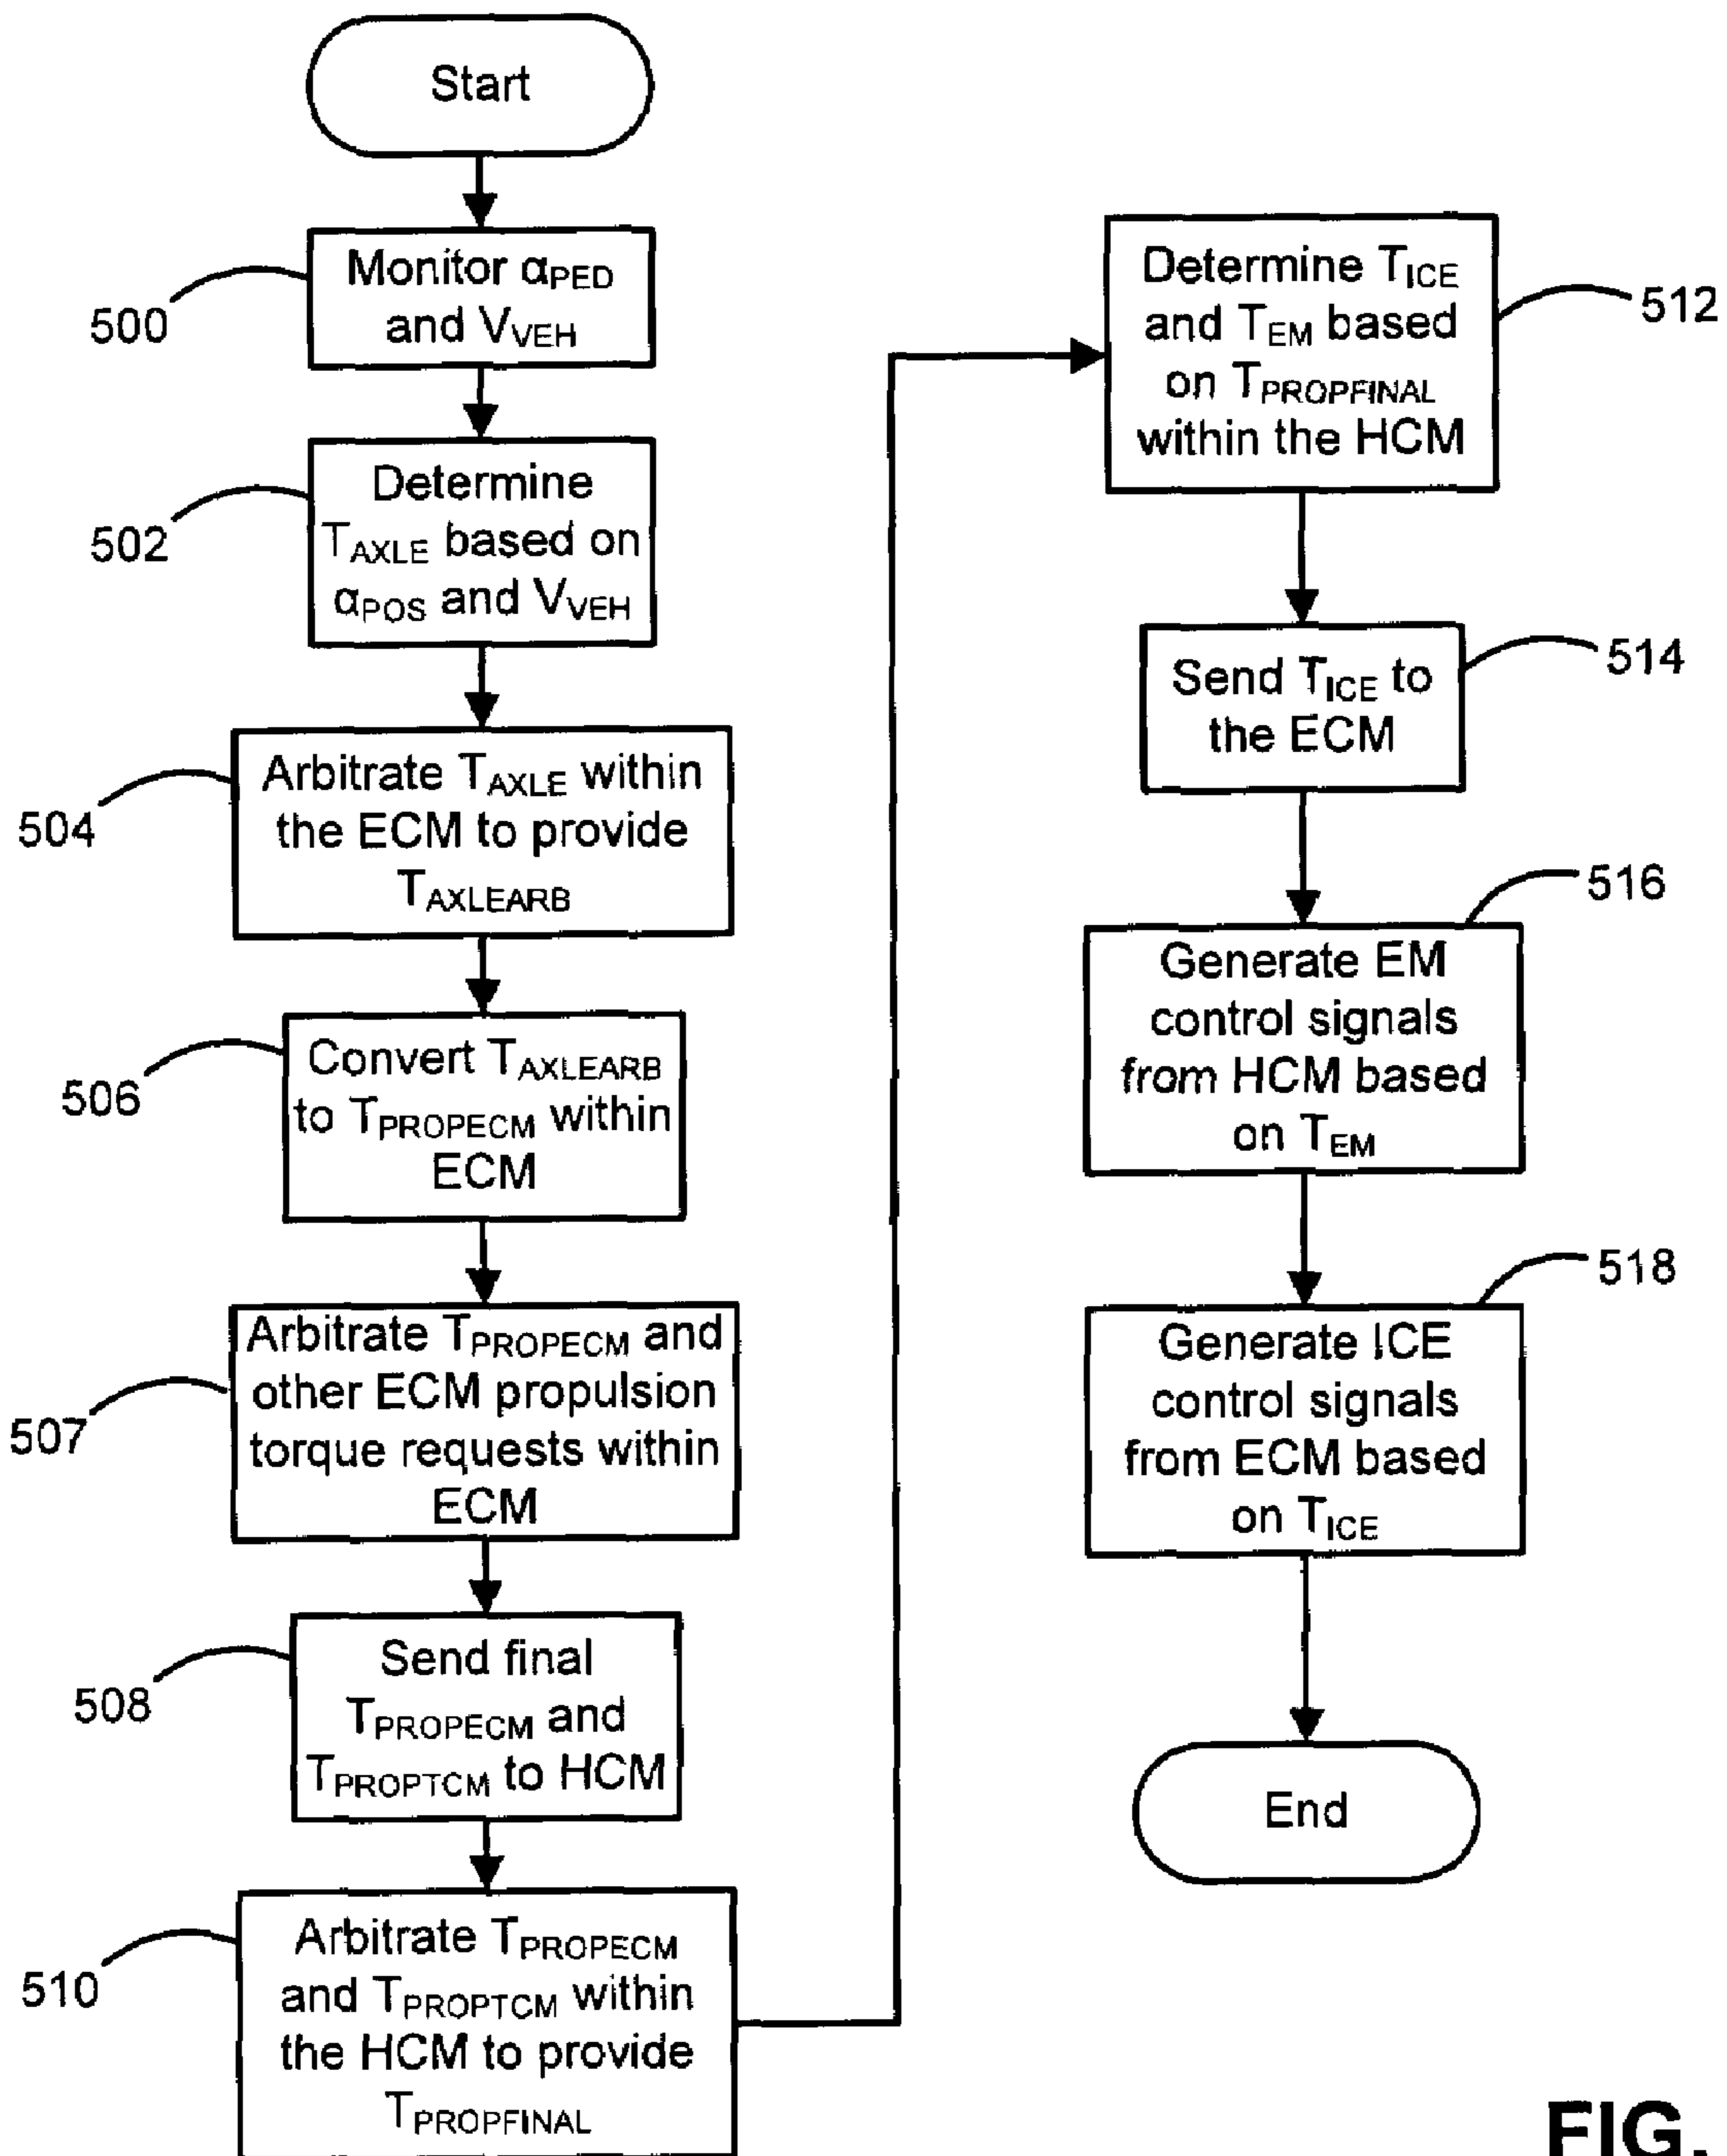 Start
500
Monitor αPED
and VVEH
502
Determine
TAXLE based on
αPOS and VVEH
504
Arbitrate TAXLE within
the ECM to provide
TAXLEARB
506
Convert TAXLEARB
to TPROPECM within
ECM
507
Arbitrate TPROPECM and
other ECM propulsion
torque requests within
ECM
508
Send final
TPROPECM and
TPROPTCM to HCM
510
Arbitrate TPROPECM
and TPROPTCM within
the HCM to provide
TPROPFINAL
512
Determine TICE
and TEM based
on TPROPFINAL
within the HCM
514
Send TICE to
the ECM
516
Generate EM
control signals
from HCM based
on TEM
518
Generate ICE
control signals
from ECM based
on TICE
End
FIG.